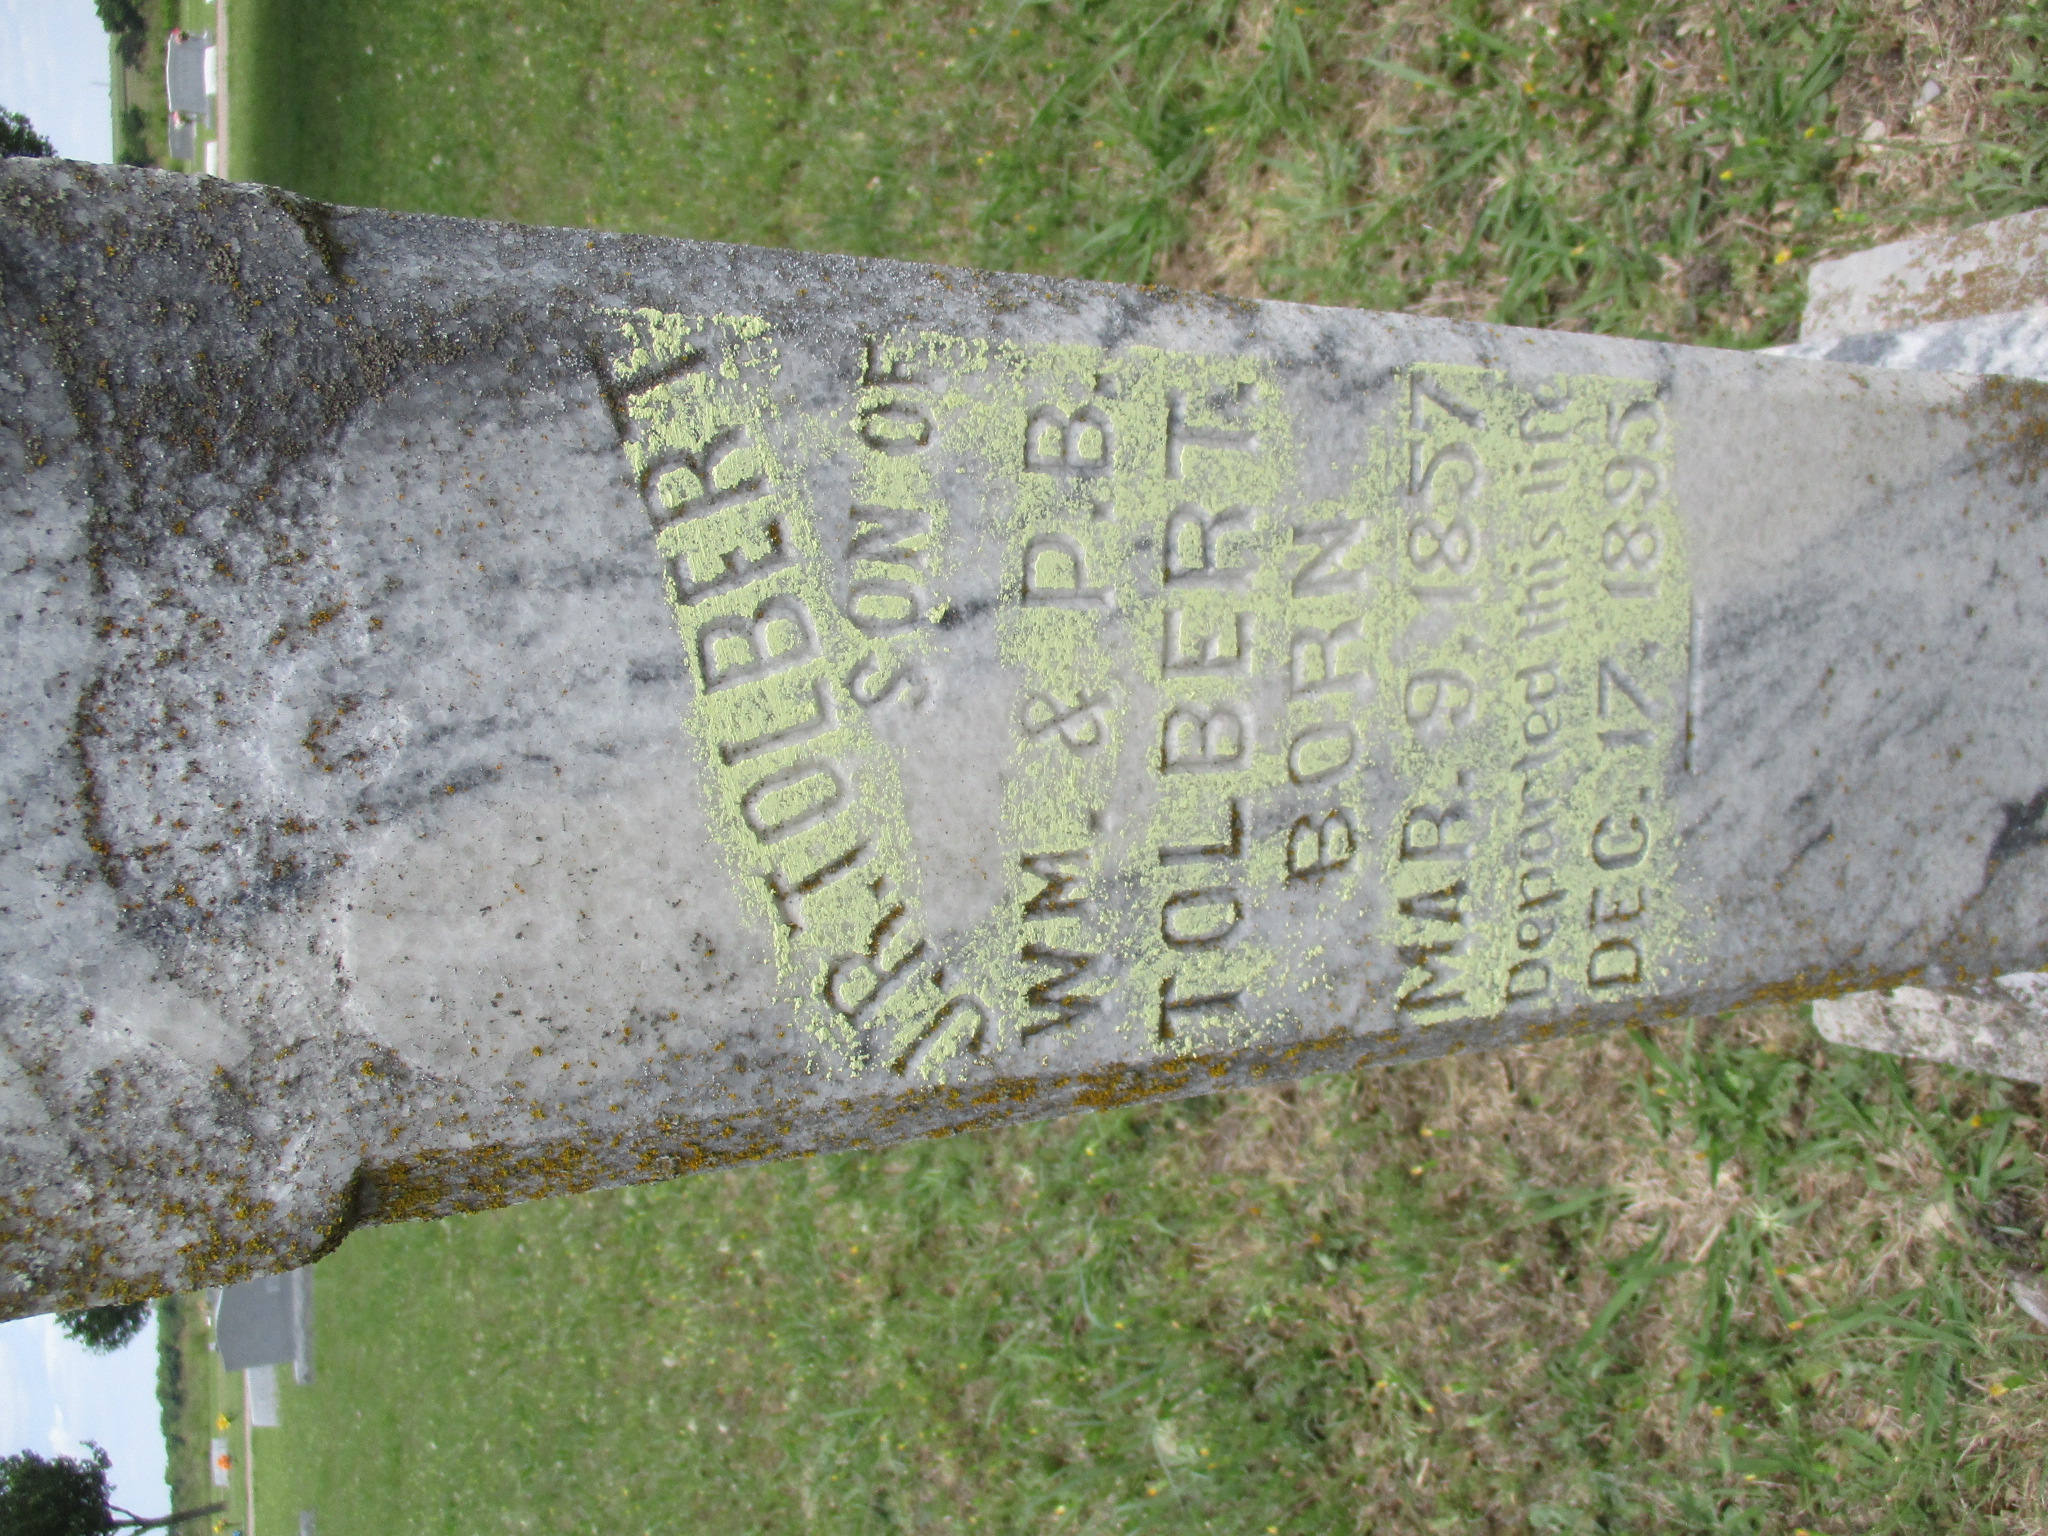 J.R. TOLBERT
SON OF
WM. & P.B.
TOLBERT.
BORN
MAR. 9, 1857
Departed this life
DEC. 17, 1895